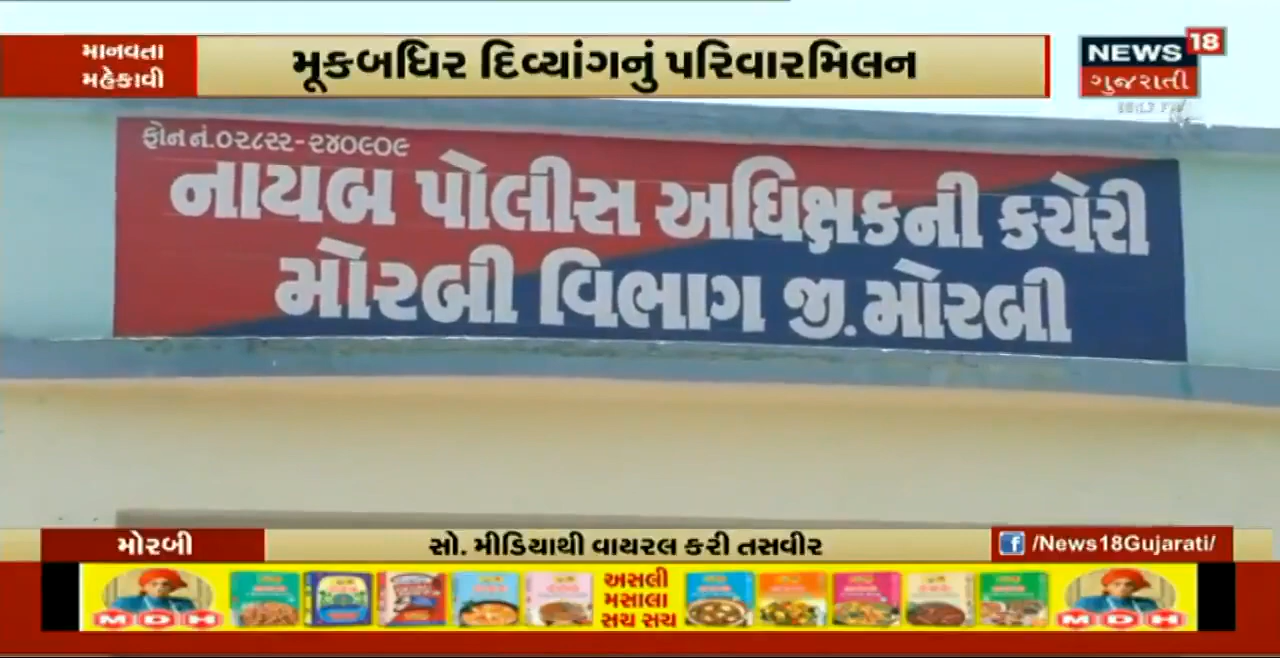 માનવતા
મહેકાવી
મૂકબધિર દિવ્યાંગનું પરિવારમિલન
NEWS 18
ગુજરાતી
ફોન નં.૦૨૮૨૨-૨૪૦૯૦૯
નાયબ પોલીસ અધિક્ષકની કચેરી
મોરબી વિભાગ જી.મોરબી
મોરબી
સો. મીડિયાથી વાયરલ કરી તસવીર
/News18Gujarati/
MDH
અસલી
મસાલા
સચ સચ
MDH